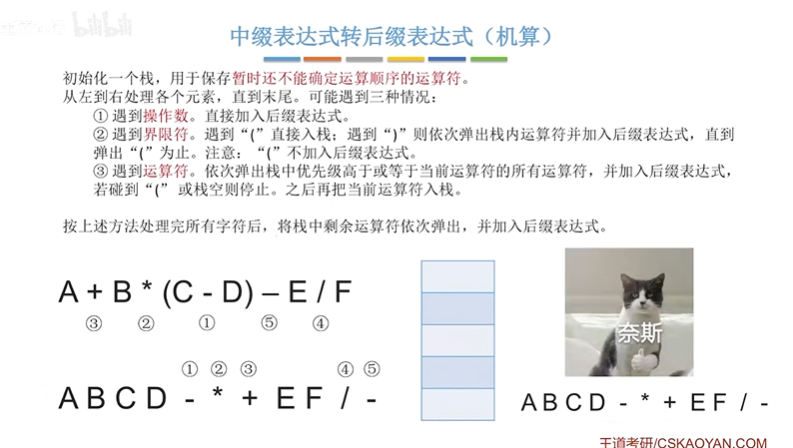 bilibili
中缀表达式转后缀表达式（机算）
初始化一个栈，用于保存暂时还不能确定运算顺序的运算符。
从左到右处理各个元素，直到末尾。可能遇到三种情况：
① 遇到操作数。直接加入后缀表达式。
② 遇到界限符。遇到“(”直接入栈；遇到“)”则依次弹出栈内运算符并加入后缀表达式，直到
弹出“(”为止。注意：“(”不加入后缀表达式。
③ 遇到运算符。依次弹出栈中优先级高于或等于当前运算符的所有运算符，并加入后缀表达式，
若碰到“(” 或栈空则停止。之后再把当前运算符入栈。
按上述方法处理完所有字符后，将栈中剩余运算符依次弹出，并加入后缀表达式。
A + B * (C - D) – E / F
③ ② ① ⑤ ④
① ② ③ ④ ⑤
A B C D - * + E F / -
奈斯
A B C D - * + E F / -
王道考研/CSKAOYAN.COM